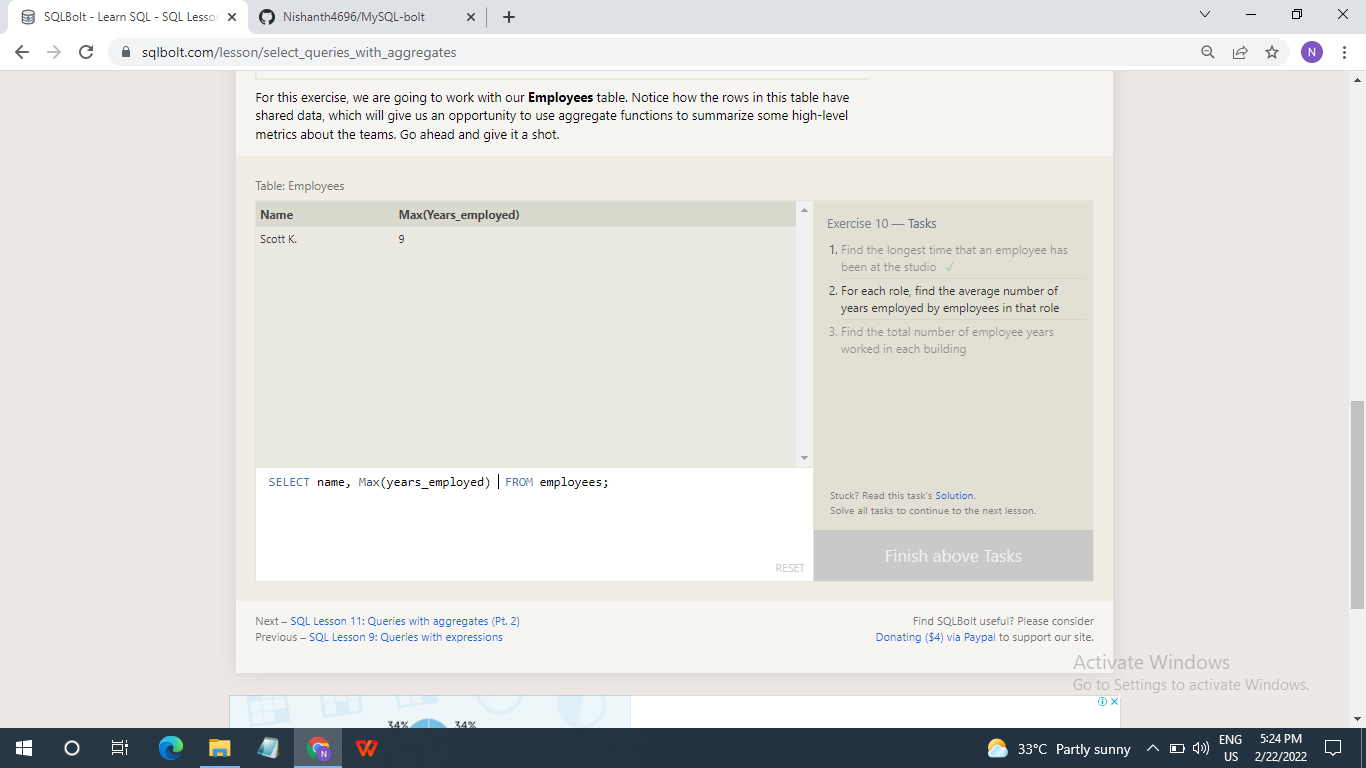 SQLBolt - Learn SQL - SQL Lesso
Nishanth4696/MySQL-bolt
sqlbolt.com/lesson/select_queries_with_aggregates
N
For this exercise, we are going to work with our Employees table. Notice how the rows in this table have
shared data, which will give us an opportunity to use aggregate functions to summarize some high-level
metrics about the teams. Go ahead and give it a shot.
Table: Employees
Name Max(Years_employed)
Scott K. 9
Exercise 10 — Tasks
1. Find the longest time that an employee has
been at the studio ✓
2. For each role, find the average number of
years employed by employees in that role
3. Find the total number of employee years
worked in each building
SELECT name, Max(years_employed) FROM employees;
RESET
Stuck? Read this task's Solution.
Solve all tasks to continue to the next lesson.
Finish above Tasks
Next – SQL Lesson 11: Queries with aggregates (Pt. 2)
Previous – SQL Lesson 9: Queries with expressions
Find SQLBolt useful? Please consider
Donating ($4) via Paypal to support our site.
Activate Windows
Go to Settings to activate Windows.
34% 34%
N
33°C Partly sunny
ENG
US
5:24 PM
2/22/2022